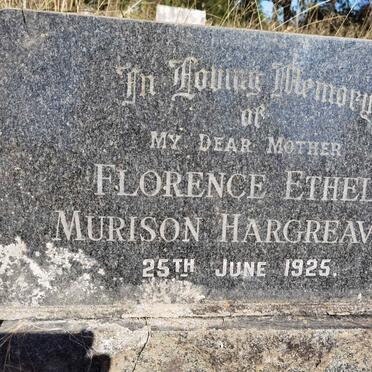 In Loving Memory
of
MY DEAR MOTHER
FLORENCE ETHEL
MURISON HARGREAV
25TH JUNE 1925.